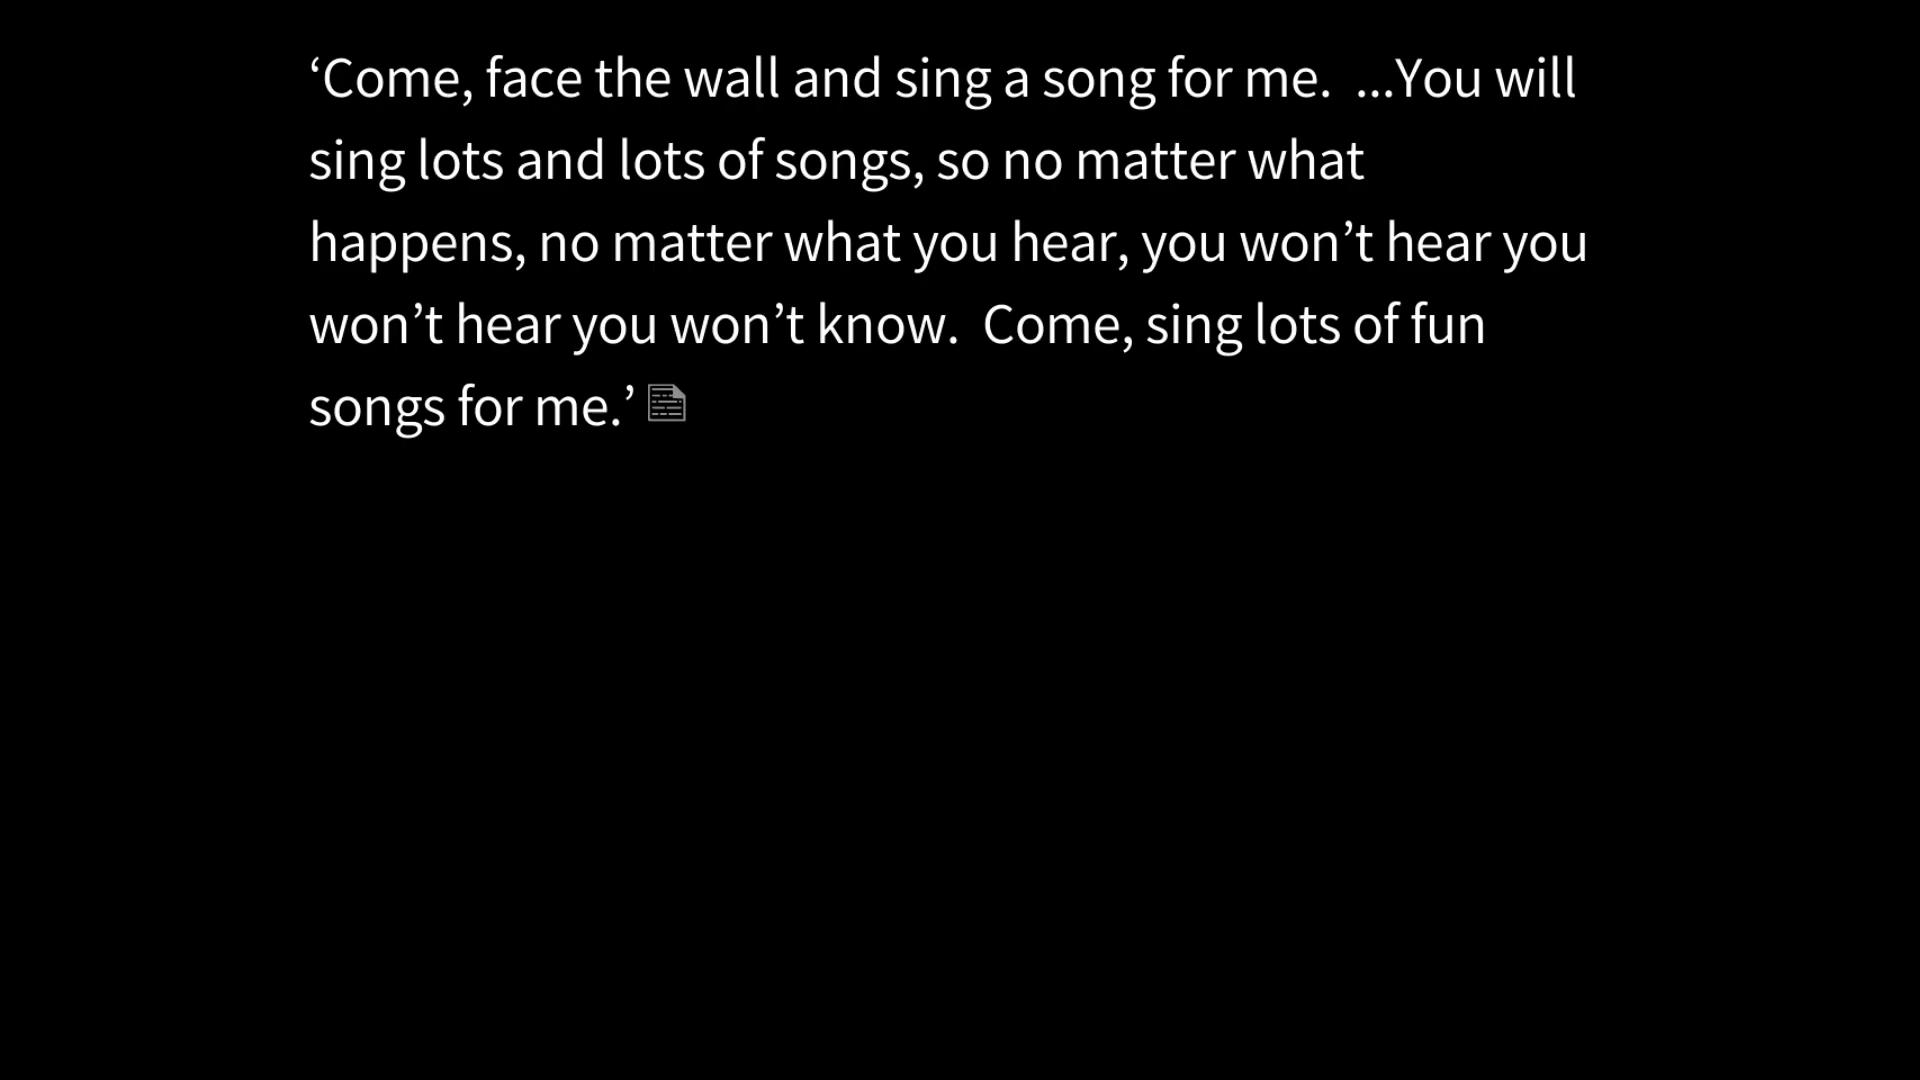 ‘Come, face the wall and sing a song for me.  ...You will
sing lots and lots of songs, so no matter what
happens, no matter what you hear, you won’t hear you
won’t hear you won’t know.  Come, sing lots of fun
songs for me.’